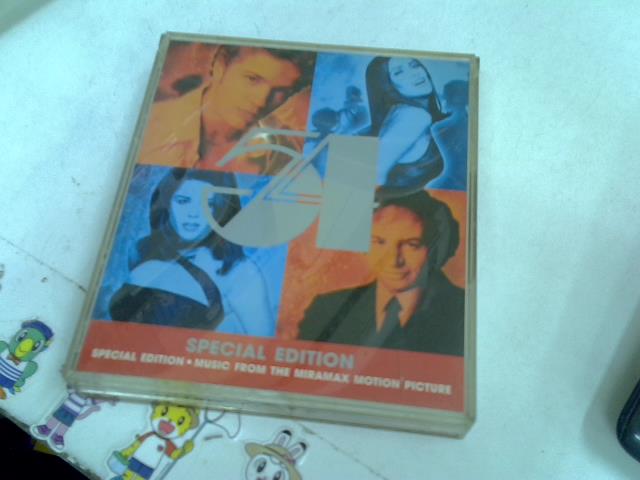 54
SPECIAL EDITION
SPECIAL EDITION • MUSIC FROM THE MIRAMAX MOTION PICTURE